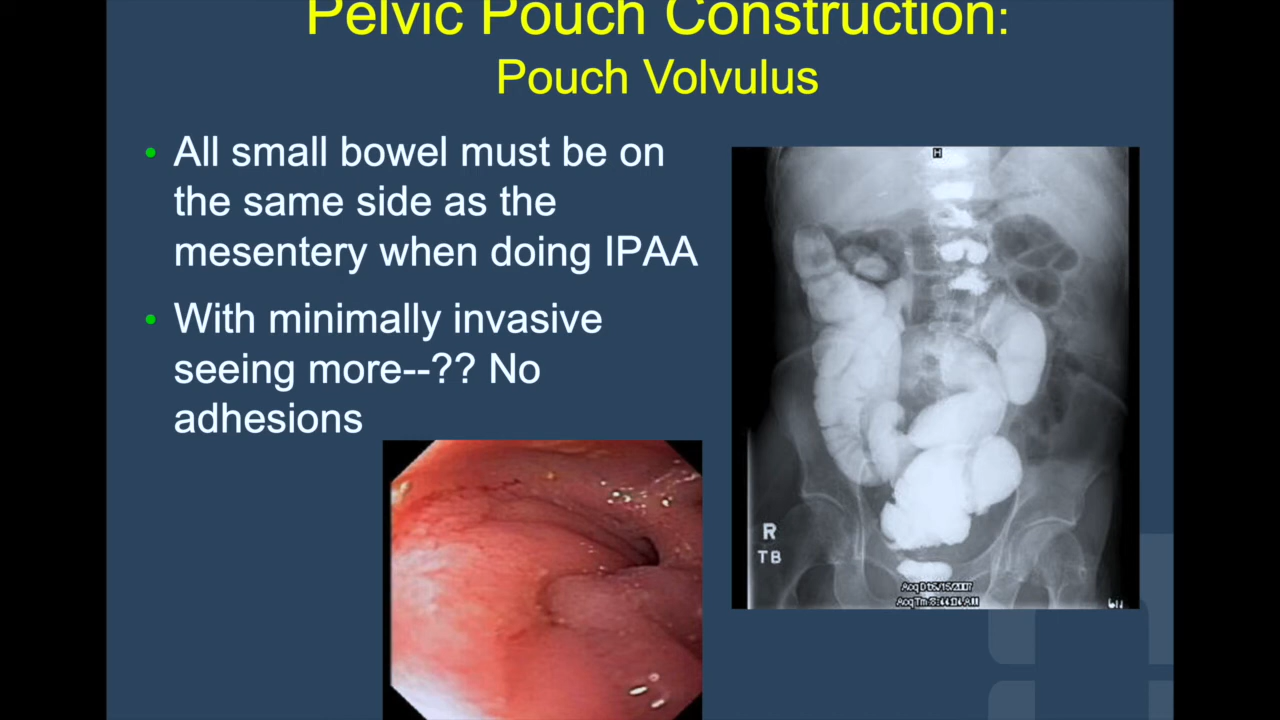 Pelvic Pouch Construction:
Pouch Volvulus
• All small bowel must be on
the same side as the
mesentery when doing IPAA
• With minimally invasive
seeing more--?? No
adhesions
H
R
TB